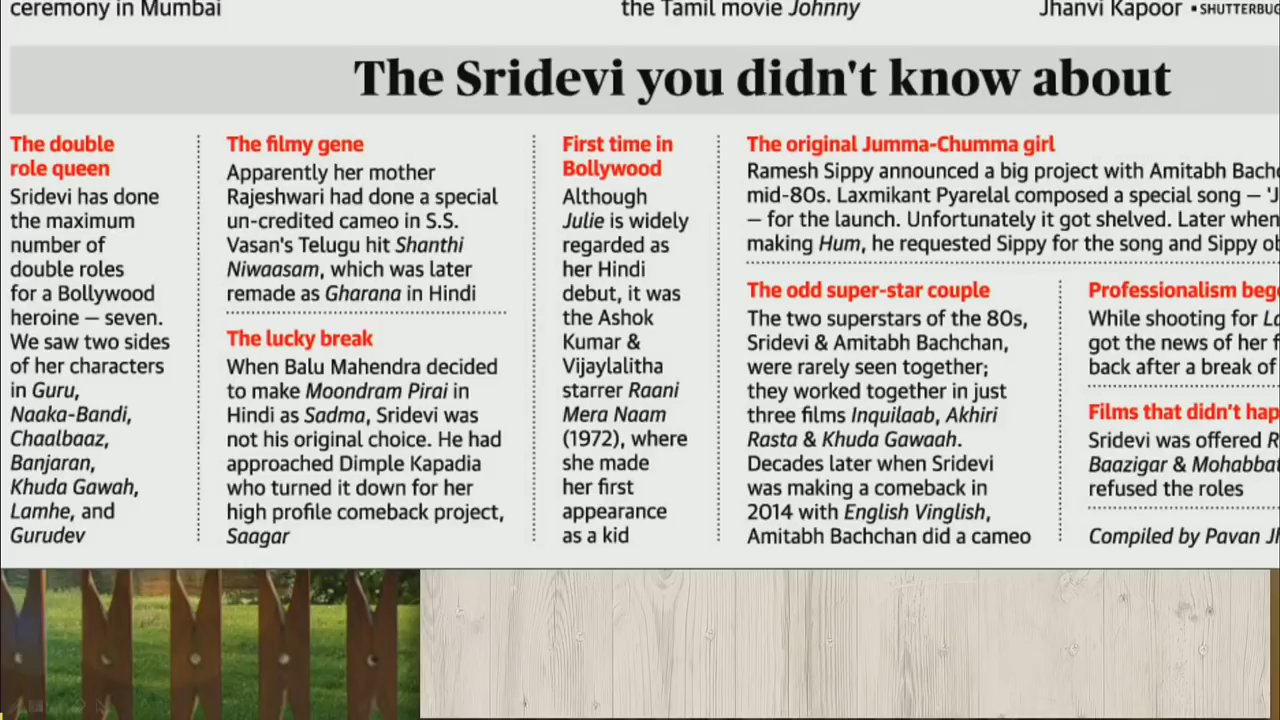 ceremony in Mumbai
the Tamil movie Johnny
Jhanvi Kapoor ▪ SHUTTERBUG
The Sridevi you didn't know about
The double
role queen
Sridevi has done
the maximum
number of
double roles
for a Bollywood
heroine — seven.
We saw two sides
of her characters
in Guru,
Naaka-Bandi,
Chaalbaaz,
Banjaran,
Khuda Gawah,
Lamhe, and
Gurudev
The filmy gene
Apparently her mother
Rajeshwari had done a special
un-credited cameo in S.S.
Vasan's Telugu hit Shanthi
Niwaasam, which was later
remade as Gharana in Hindi
The lucky break
When Balu Mahendra decided
to make Moondram Pirai in
Hindi as Sadma, Sridevi was
not his original choice. He had
approached Dimple Kapadia
who turned it down for her
high profile comeback project,
Saagar
First time in
Bollywood
Although
Julie is widely
regarded as
her Hindi
debut, it was
the Ashok
Kumar &
Vijaylalitha
starrer Raani
Mera Naam
(1972), where
she made
her first
appearance
as a kid
The original Jumma-Chumma girl
Ramesh Sippy announced a big project with Amitabh
mid-80s. Laxmikant Pyarelal composed a special song —
— for the launch. Unfortunately it got shelved. Later when
making Hum, he requested Sippy for the song and Sippy
The odd super-star couple
The two superstars of the 80s,
Sridevi & Amitabh Bachchan,
were rarely seen together;
they worked together in just
three films Inquilaab, Akhiri
Rasta & Khuda Gawaah.
Decades later when Sridevi
was making a comeback in
2014 with English Vinglish,
Amitabh Bachchan did a cameo
Professionalism
While shooting for
got the news of her
back after a break of
Films that didn't
Sridevi was offered
Baazigar &
refused the roles
Compiled by Pavan